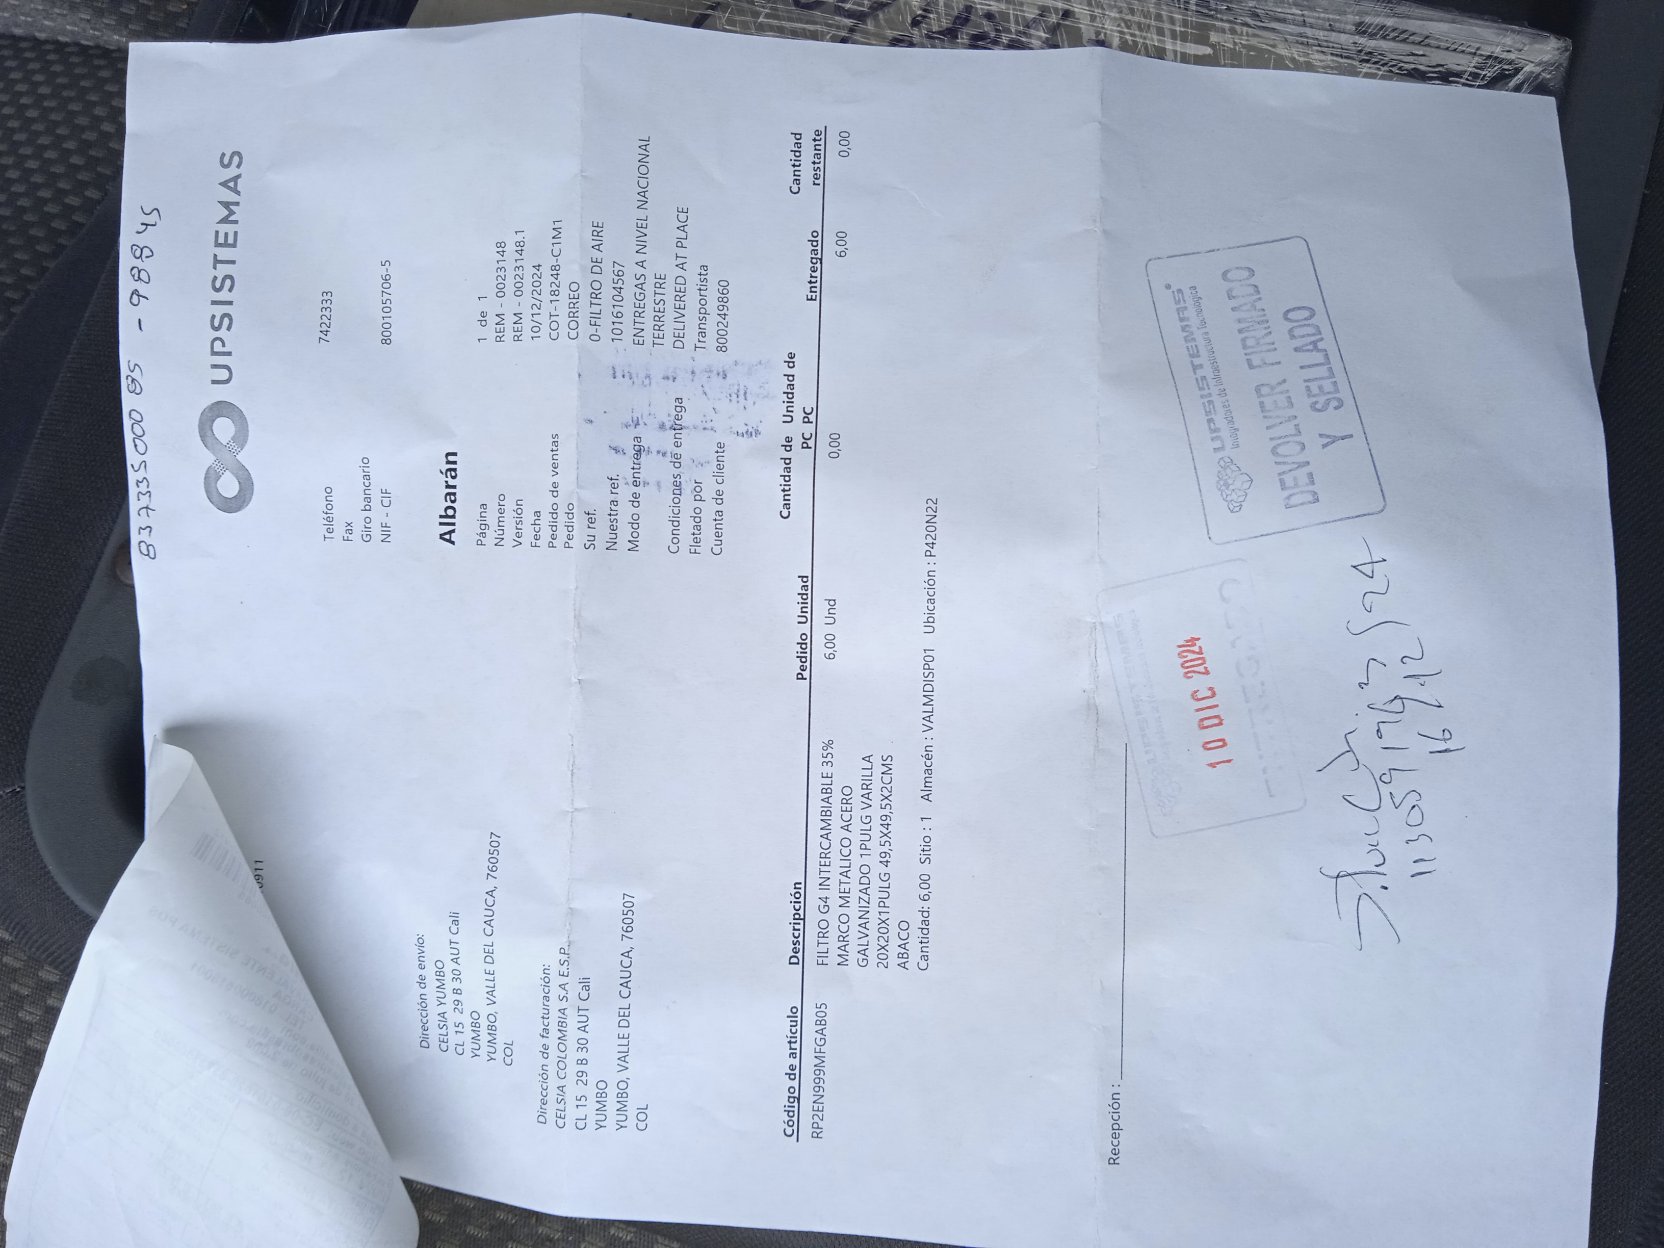 837335000 85 - 98845
UPSISTEMAS
Teléfono 7422333
Fax
Giro bancario
NIF - CIF 800105706-5
Dirección de envío:
CELSIA YUMBO
CL 15 29 B 30 AUT Cali
YUMBO
YUMBO, VALLE DEL CAUCA, 760507
COL
Dirección de facturación:
CELSIA COLOMBIA S.A E.S.P.
CL 15 29 B 30 AUT Cali
YUMBO
YUMBO, VALLE DEL CAUCA, 760507
COL
Albarán
Página 1 de 1
Número REM - 0023148
Versión REM - 0023148.1
Fecha 10/12/2024
Pedido de ventas COT-18248-C1M1
Pedido CORREO
Su ref. 0-FILTRO DE AIRE
Nuestra ref. 1016104567
Modo de entrega ENTREGAS A NIVEL NACIONAL
TERRESTRE
Condiciones de entrega DELIVERED AT PLACE
Fletado por Transportista
Cuenta de cliente 800249860
Código de artículo Descripción Pedido Unidad Cantidad de PC Unidad de PC Entregado Cantidad restante
RP2EN999MFGAB05 FILTRO G4 INTERCAMBIABLE 35% 6,00 Und 0,00 6,00 0,00
MARCO METALICO ACERO
GALVANIZADO 1PULG VARILLA
20X20X1PULG 49,5X49,5X2CMS
ABACO
Cantidad: 6,00 Sitio : 1 Almacén : VALMDISP01 Ubicación : P420N22
Recepción :
10 DIC 2024
UPSISTEMAS
Innovadores de Infraestructura Tecnológica
DEVOLVER FIRMADO
Y SELLADO